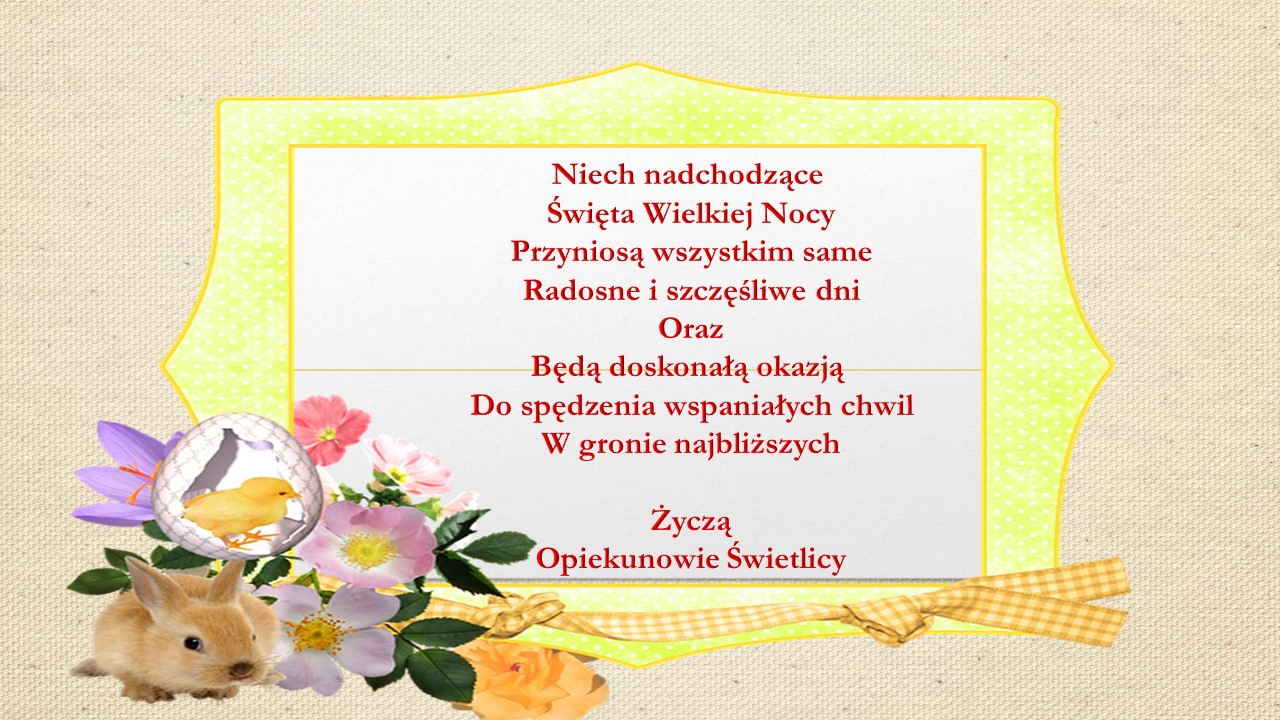 Niech nadchodzące
Święta Wielkiej Nocy
Przyniosą wszystkim same
Radosne i szczęśliwe dni
Oraz
Będą doskonałą okazją
Do spędzenia wspaniałych chwil
W gronie najbliższych
Życzą
Opiekunowie Świetlicy